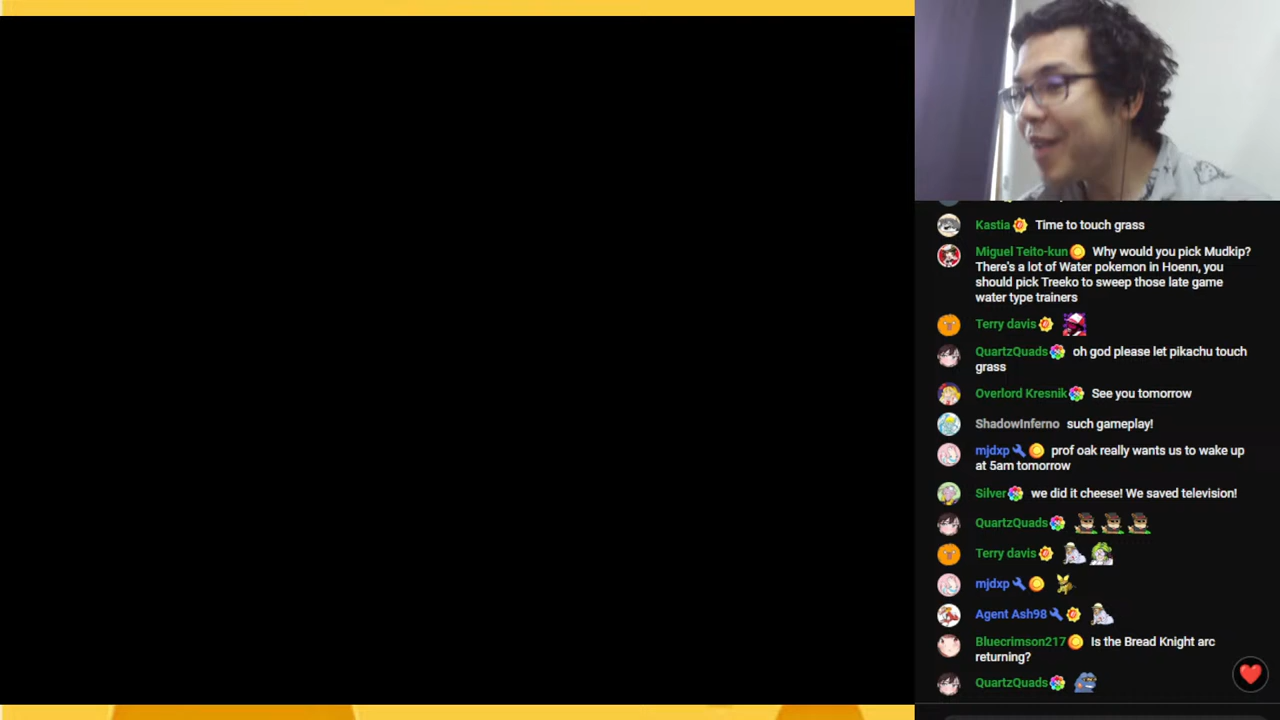 Kastia Time to touch grass
Miguel Teito-kun Why would you pick Mudkip?
There's a lot of Water pokemon in Hoenn, you
should pick Treeko to sweep those late game
water type trainers
Terry davis
QuartzQuads oh god please let pikachu touch
grass
Overlord Kresnik See you tomorrow
ShadowInferno such gameplay!
mjdxp prof oak really wants us to wake up
at 5am tomorrow
Silver we did it cheese! We saved television!
QuartzQuads
Terry davis
mjdxp
Agent Ash98
Bluecrimson217 Is the Bread Knight arc
returning?
QuartzQuads